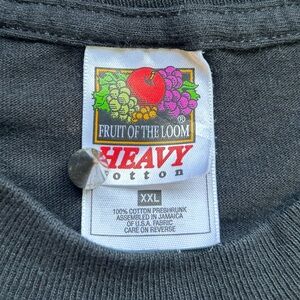 FRUIT OF THE LOOM ®
HEAVY
cotton
XXL
100% COTTON PRESHRUNK
ASSEMBLED IN JAMAICA
OF U.S.A. FABRIC
CARE ON REVERSE